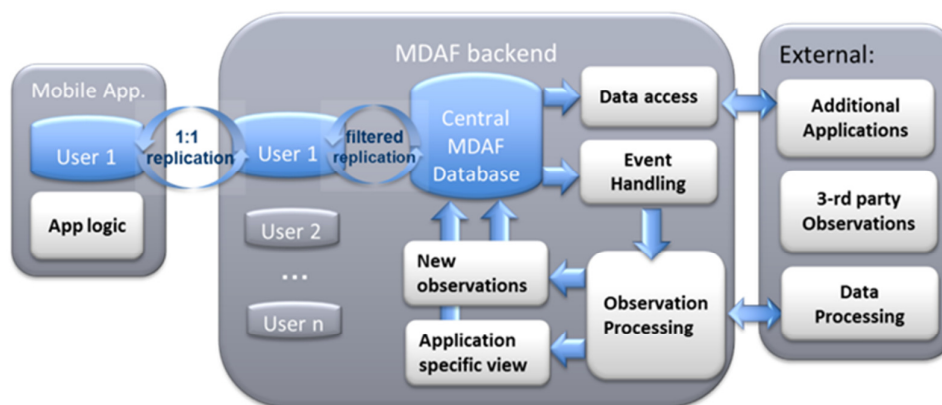 Mobile App.
User 1
App logic
1:1
replication
MDAF backend
User 1
User 2
...
User n
filtered
replication
Central
MDAF
Database
Data access
Event
Handling
New
observations
Application
specific view
Observation
Processing
External:
Additional
Applications
3-rd party
Observations
Data
Processing